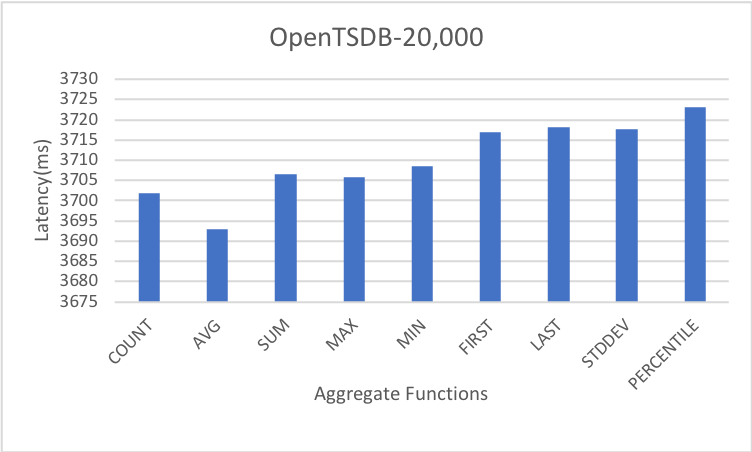 OpenTSDB-20,000
3730
3725
3720
3715
3710
3705
3700
3695
3690
3685
3680
3675
Latency(ms)
COUNT
AVG
SUM
MAX
MIN
FIRST
LAST
STDDEV
PERCENTILE
Aggregate Functions